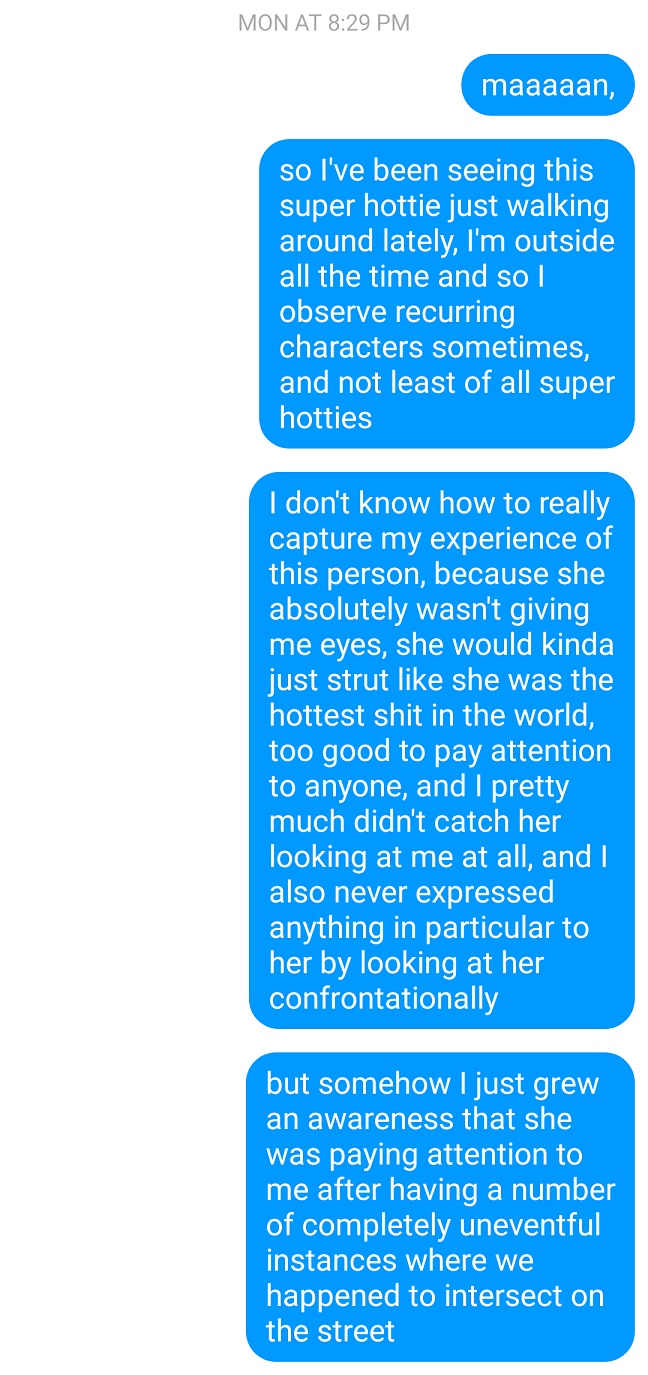 MON AT 8:29 PM
maaaaan,
so I've been seeing this
super hottie just walking
around lately, I'm outside
all the time and so I
observe recurring
characters sometimes,
and not least of all super
hotties
I don't know how to really
capture my experience of
this person, because she
absolutely wasn't giving
me eyes, she would kinda
just strut like she was the
hottest shit in the world,
too good to pay attention
to anyone, and I pretty
much didn't catch her
looking at me at all, and I
also never expressed
anything in particular to
her by looking at her
confrontationally
but somehow I just grew
an awareness that she
was paying attention to
me after having a number
of completely uneventful
instances where we
happened to intersect on
the street